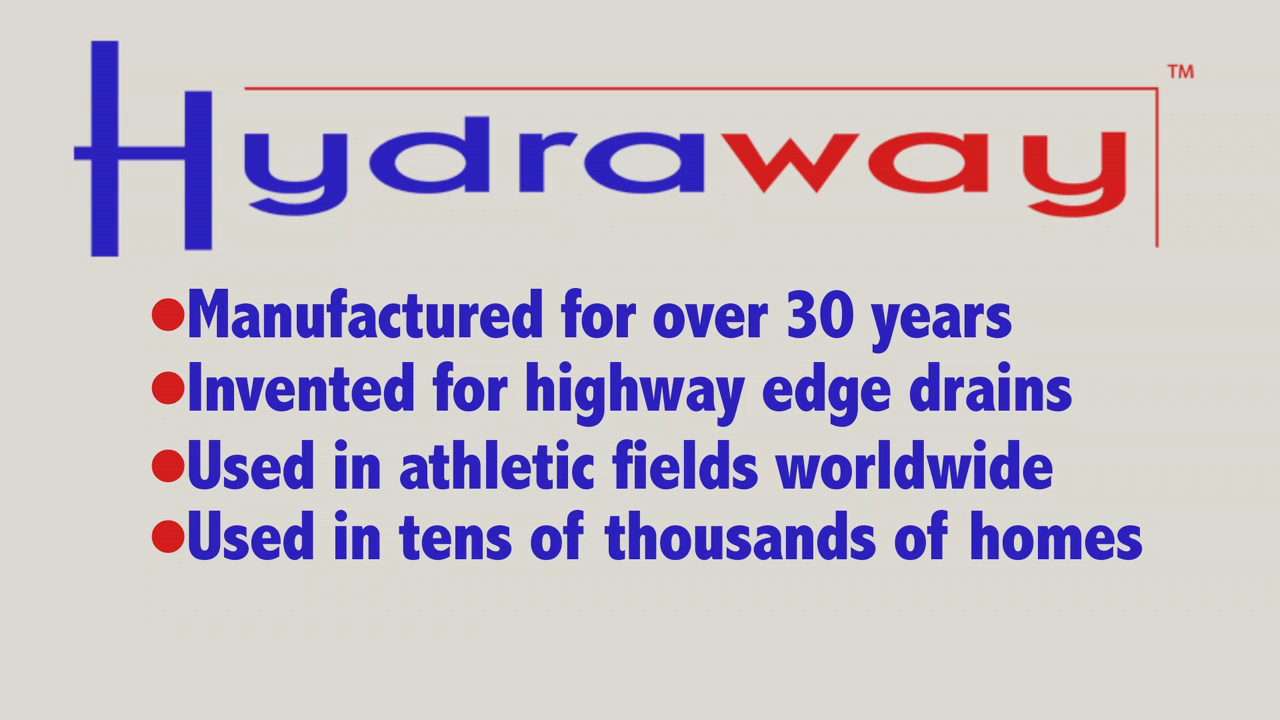 Hydraway™
●Manufactured for over 30 years
●Invented for highway edge drains
●Used in athletic fields worldwide
●Used in tens of thousands of homes